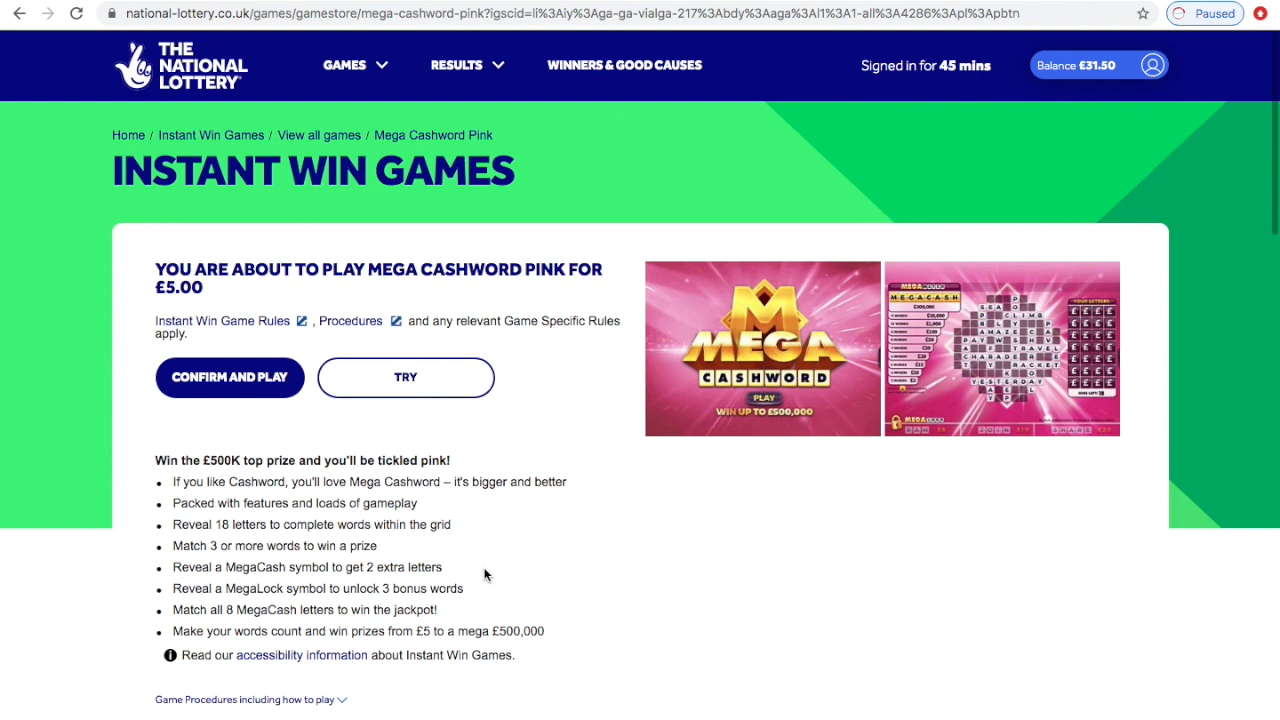 national-lottery.co.uk/games/gamestore/mega-cashword-pink?igscid=li%3Aiy%3Aga-ga-vialga-217%3Abdy%3Aaga%3Al1%3A1-all%3A4286%3Apl%3Apbtn
Paused
THE
NATIONAL
LOTTERY
GAMES
RESULTS
WINNERS & GOOD CAUSES
Signed in for 45 mins
Balance £31.50
Home / Instant Win Games / View all games / Mega Cashword Pink
INSTANT WIN GAMES
YOU ARE ABOUT TO PLAY MEGA CASHWORD PINK FOR
£5.00
Instant Win Game Rules , Procedures and any relevant Game Specific Rules
apply.
CONFIRM AND PLAY
TRY
M
MEGA
CASHWORD
PLAY
WIN UP TO £500,000
MEGACASH
YOUR LETTERS
Win the £500K top prize and you'll be tickled pink!
• If you like Cashword, you'll love Mega Cashword – it's bigger and better
• Packed with features and loads of gameplay
• Reveal 18 letters to complete words within the grid
• Match 3 or more words to win a prize
• Reveal a MegaCash symbol to get 2 extra letters
• Reveal a MegaLock symbol to unlock 3 bonus words
• Match all 8 MegaCash letters to win the jackpot!
• Make your words count and win prizes from £5 to a mega £500,000
Read our accessibility information about Instant Win Games.
Game Procedures including how to play